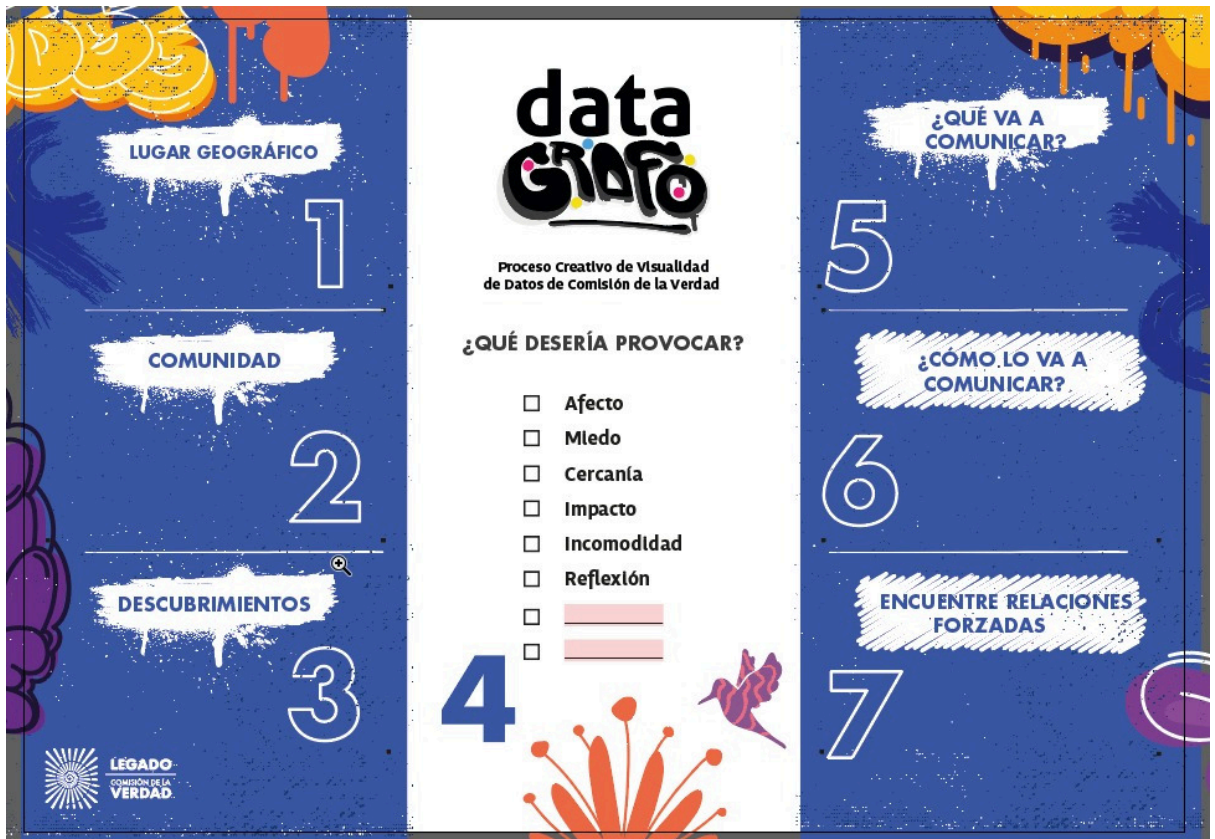 LUGAR GEOGRÁFICO
1
COMUNIDAD
2
DESCUBRIMIENTOS
3
LEGADO
COMISIÓN DE LA
VERDAD
data
GRAFO
Proceso Creativo de Visualidad
de Datos de Comisión de la Verdad
¿QUÉ DESERÍA PROVOCAR?
Afecto
Miedo
Cercanía
Impacto
Incomodidad
Reflexión
4
¿QUÉ VA A
COMUNICAR?
5
¿CÓMO LO VA A
COMUNICAR?
6
ENCUENTRE RELACIONES
FORZADAS
7